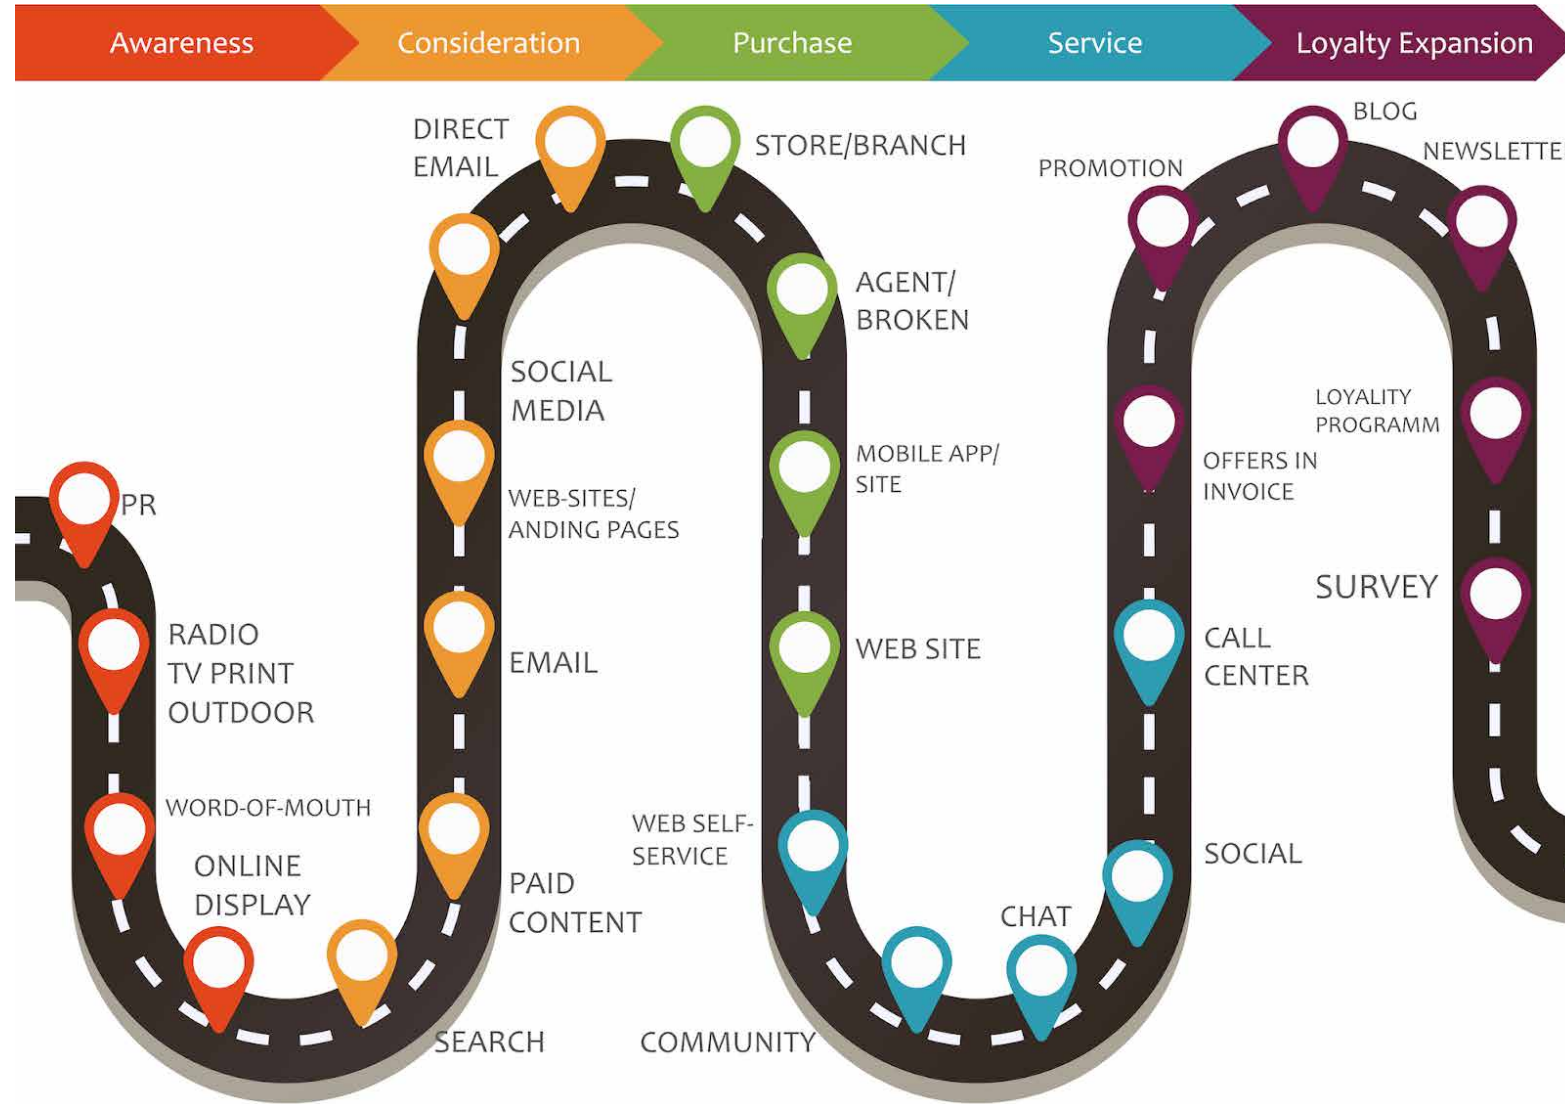 Awareness
Consideration
Purchase
Service
Loyalty Expansion
PR
RADIO
TV PRINT
OUTDOOR
WORD-OF-MOUTH
ONLINE
DISPLAY
SEARCH
PAID
CONTENT
EMAIL
WEB-SITES/
ANDING PAGES
SOCIAL
MEDIA
DIRECT
EMAIL
STORE/BRANCH
AGENT/
BROKEN
MOBILE APP/
SITE
WEB SITE
WEB SELF-
SERVICE
COMMUNITY
CHAT
SOCIAL
CALL
CENTER
OFFERS IN
INVOICE
PROMOTION
BLOG
NEWSLETTE
LOYALITY
PROGRAMM
SURVEY